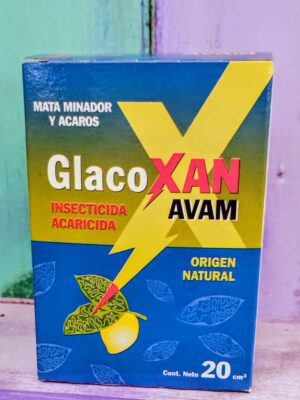 MATA MINADOR
Y ACAROS
GlacoXAN
INSECTICIDA
ACARICIDA
AVAM
ORIGEN
NATURAL
Cont. Neto 20 cm³